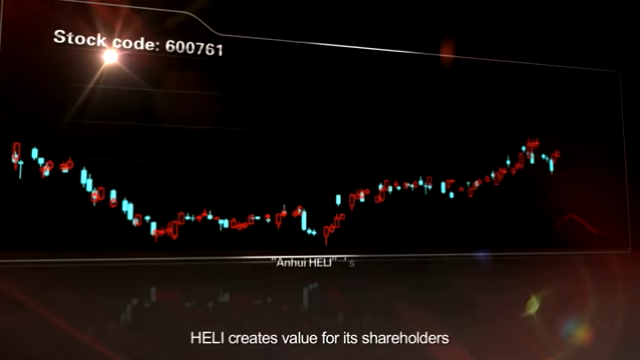 Stock code: 600761
"Anhui HELI" 's
HELI creates value for its shareholders